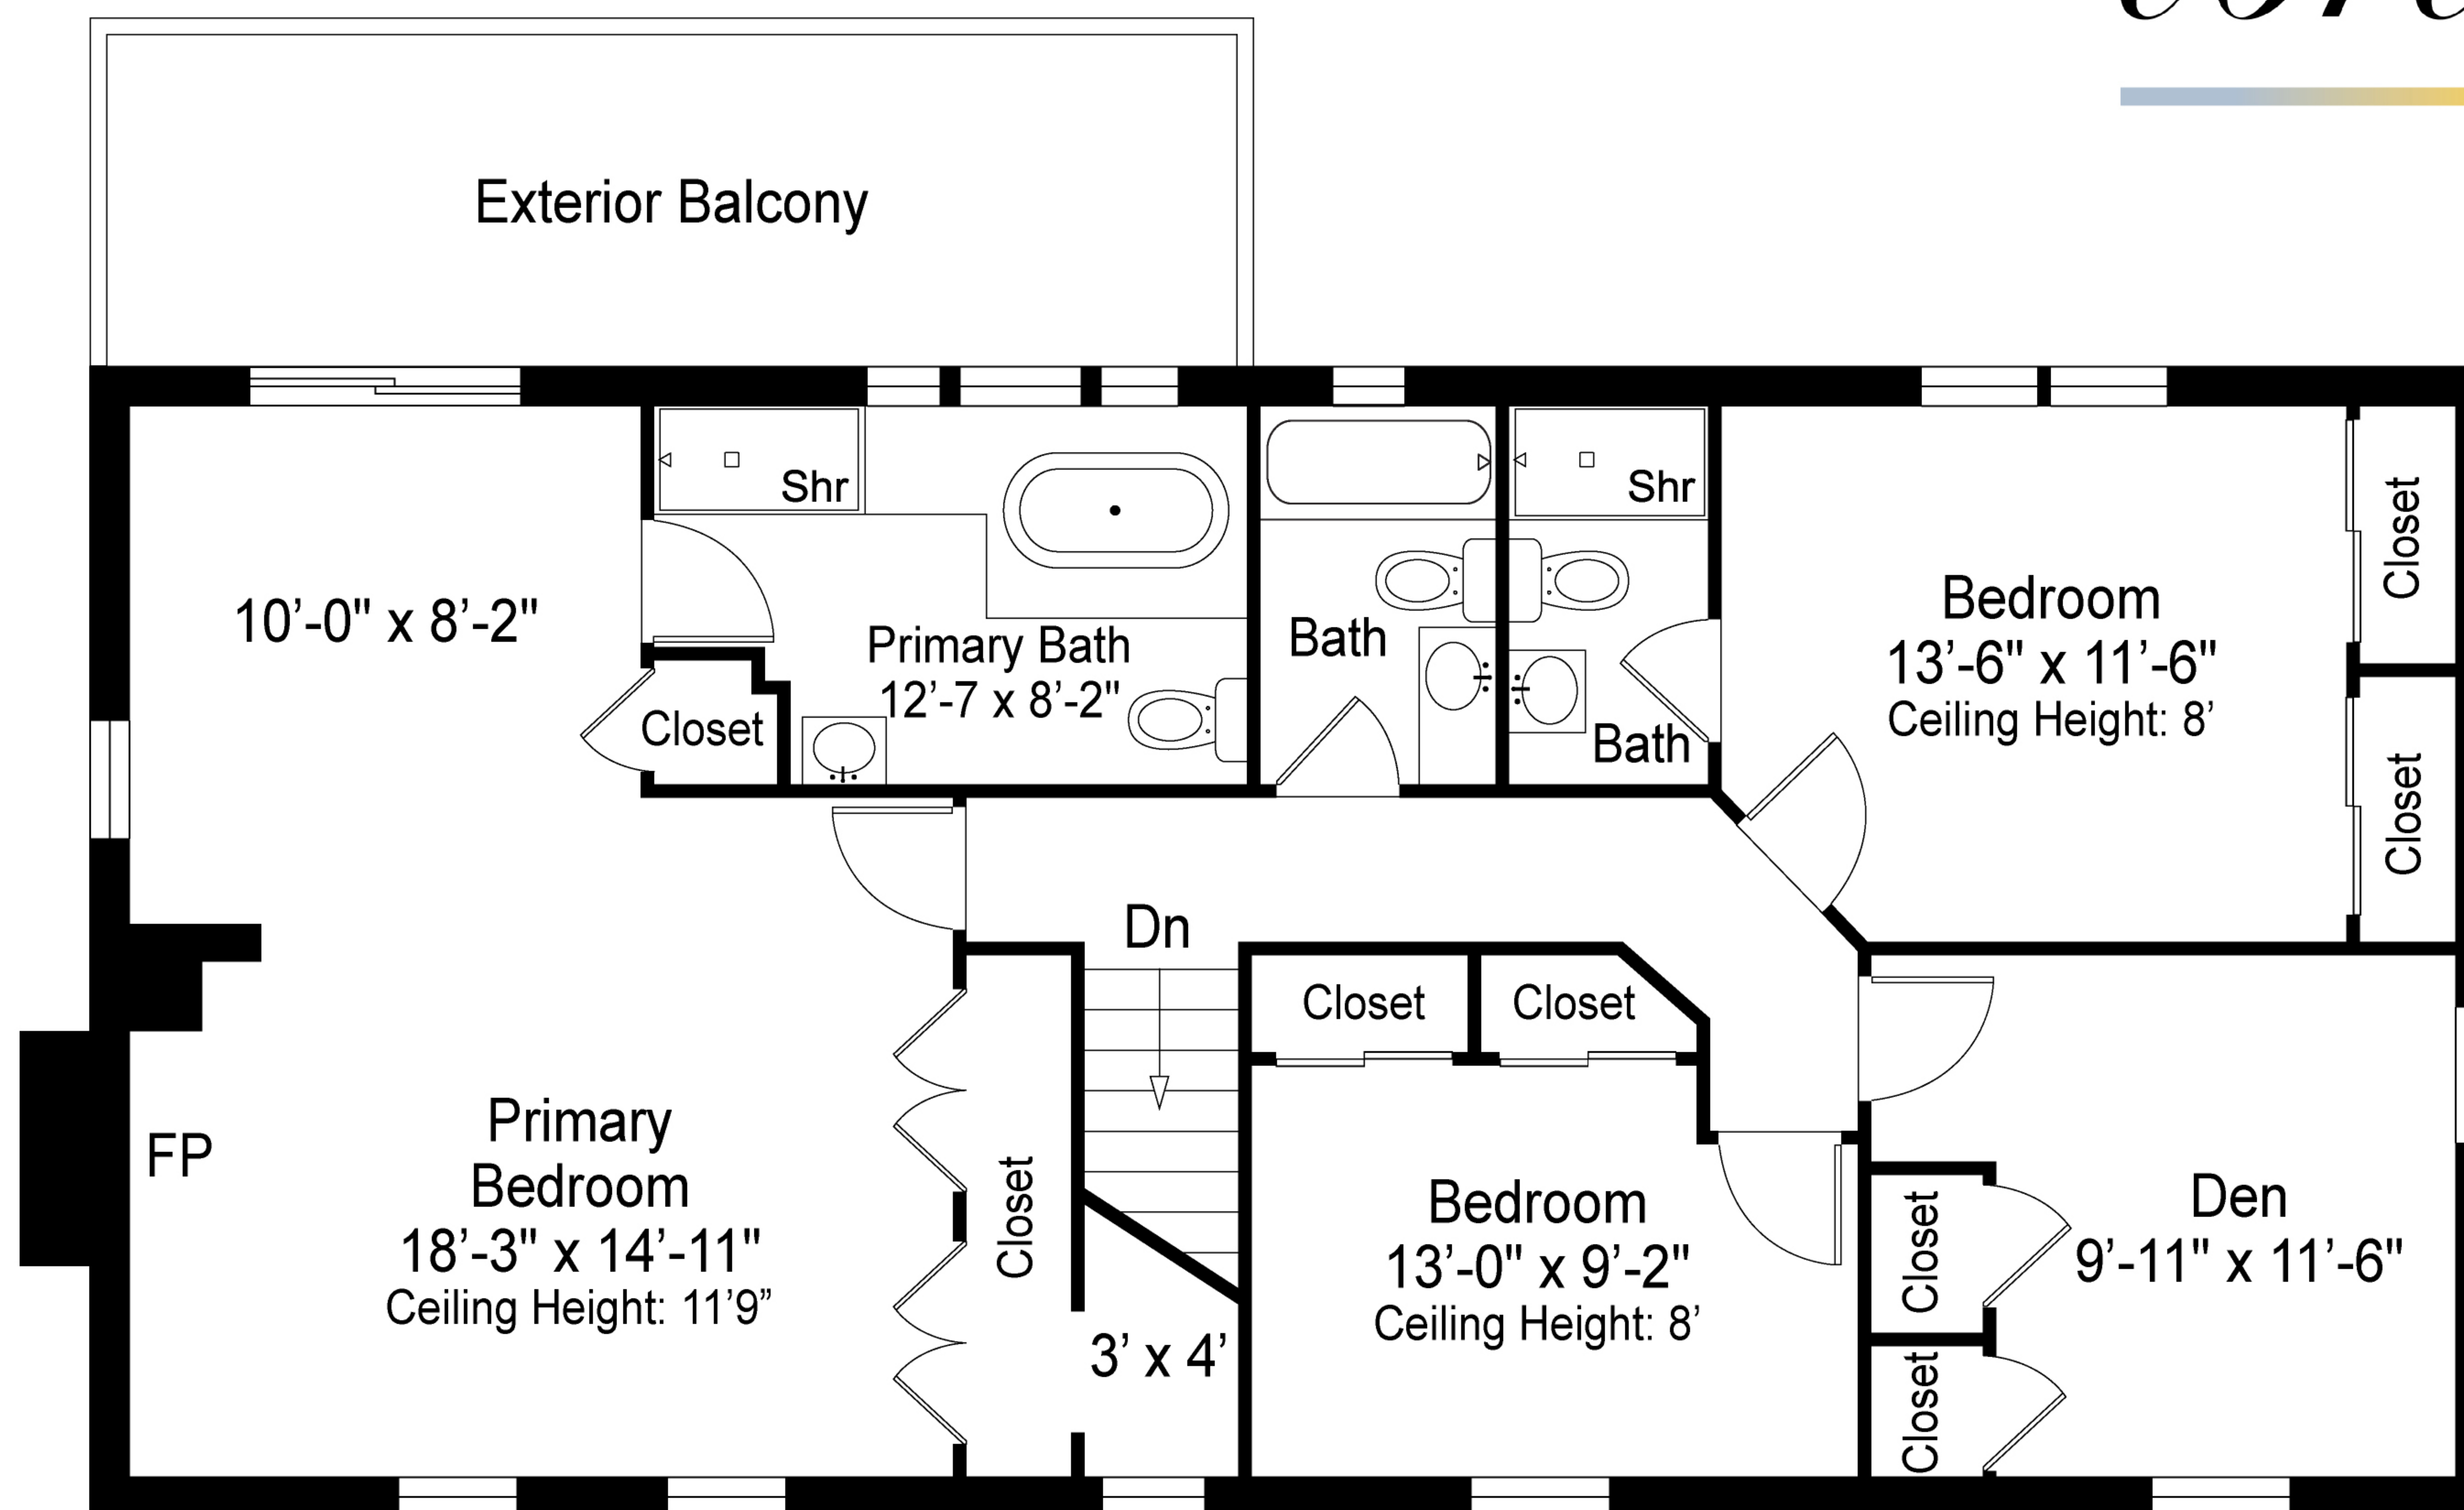 Exterior Balcony
Shr
Shr
Closet
10’-0" x 8’-2"
Primary Bath
12’-7 x 8’-2"
Bath
Bedroom
13’-6" x 11’-6"
Ceiling Height: 8’
Closet
Bath
Closet
Dn
Closet
Closet
FP
Primary
Bedroom
18’-3" x 14’-11"
Ceiling Height: 11’9”
Closet
3’ x 4’
Bedroom
13’-0" x 9’-2"
Ceiling Height: 8’
Closet
Den
9’-11" x 11’-6"
Closet